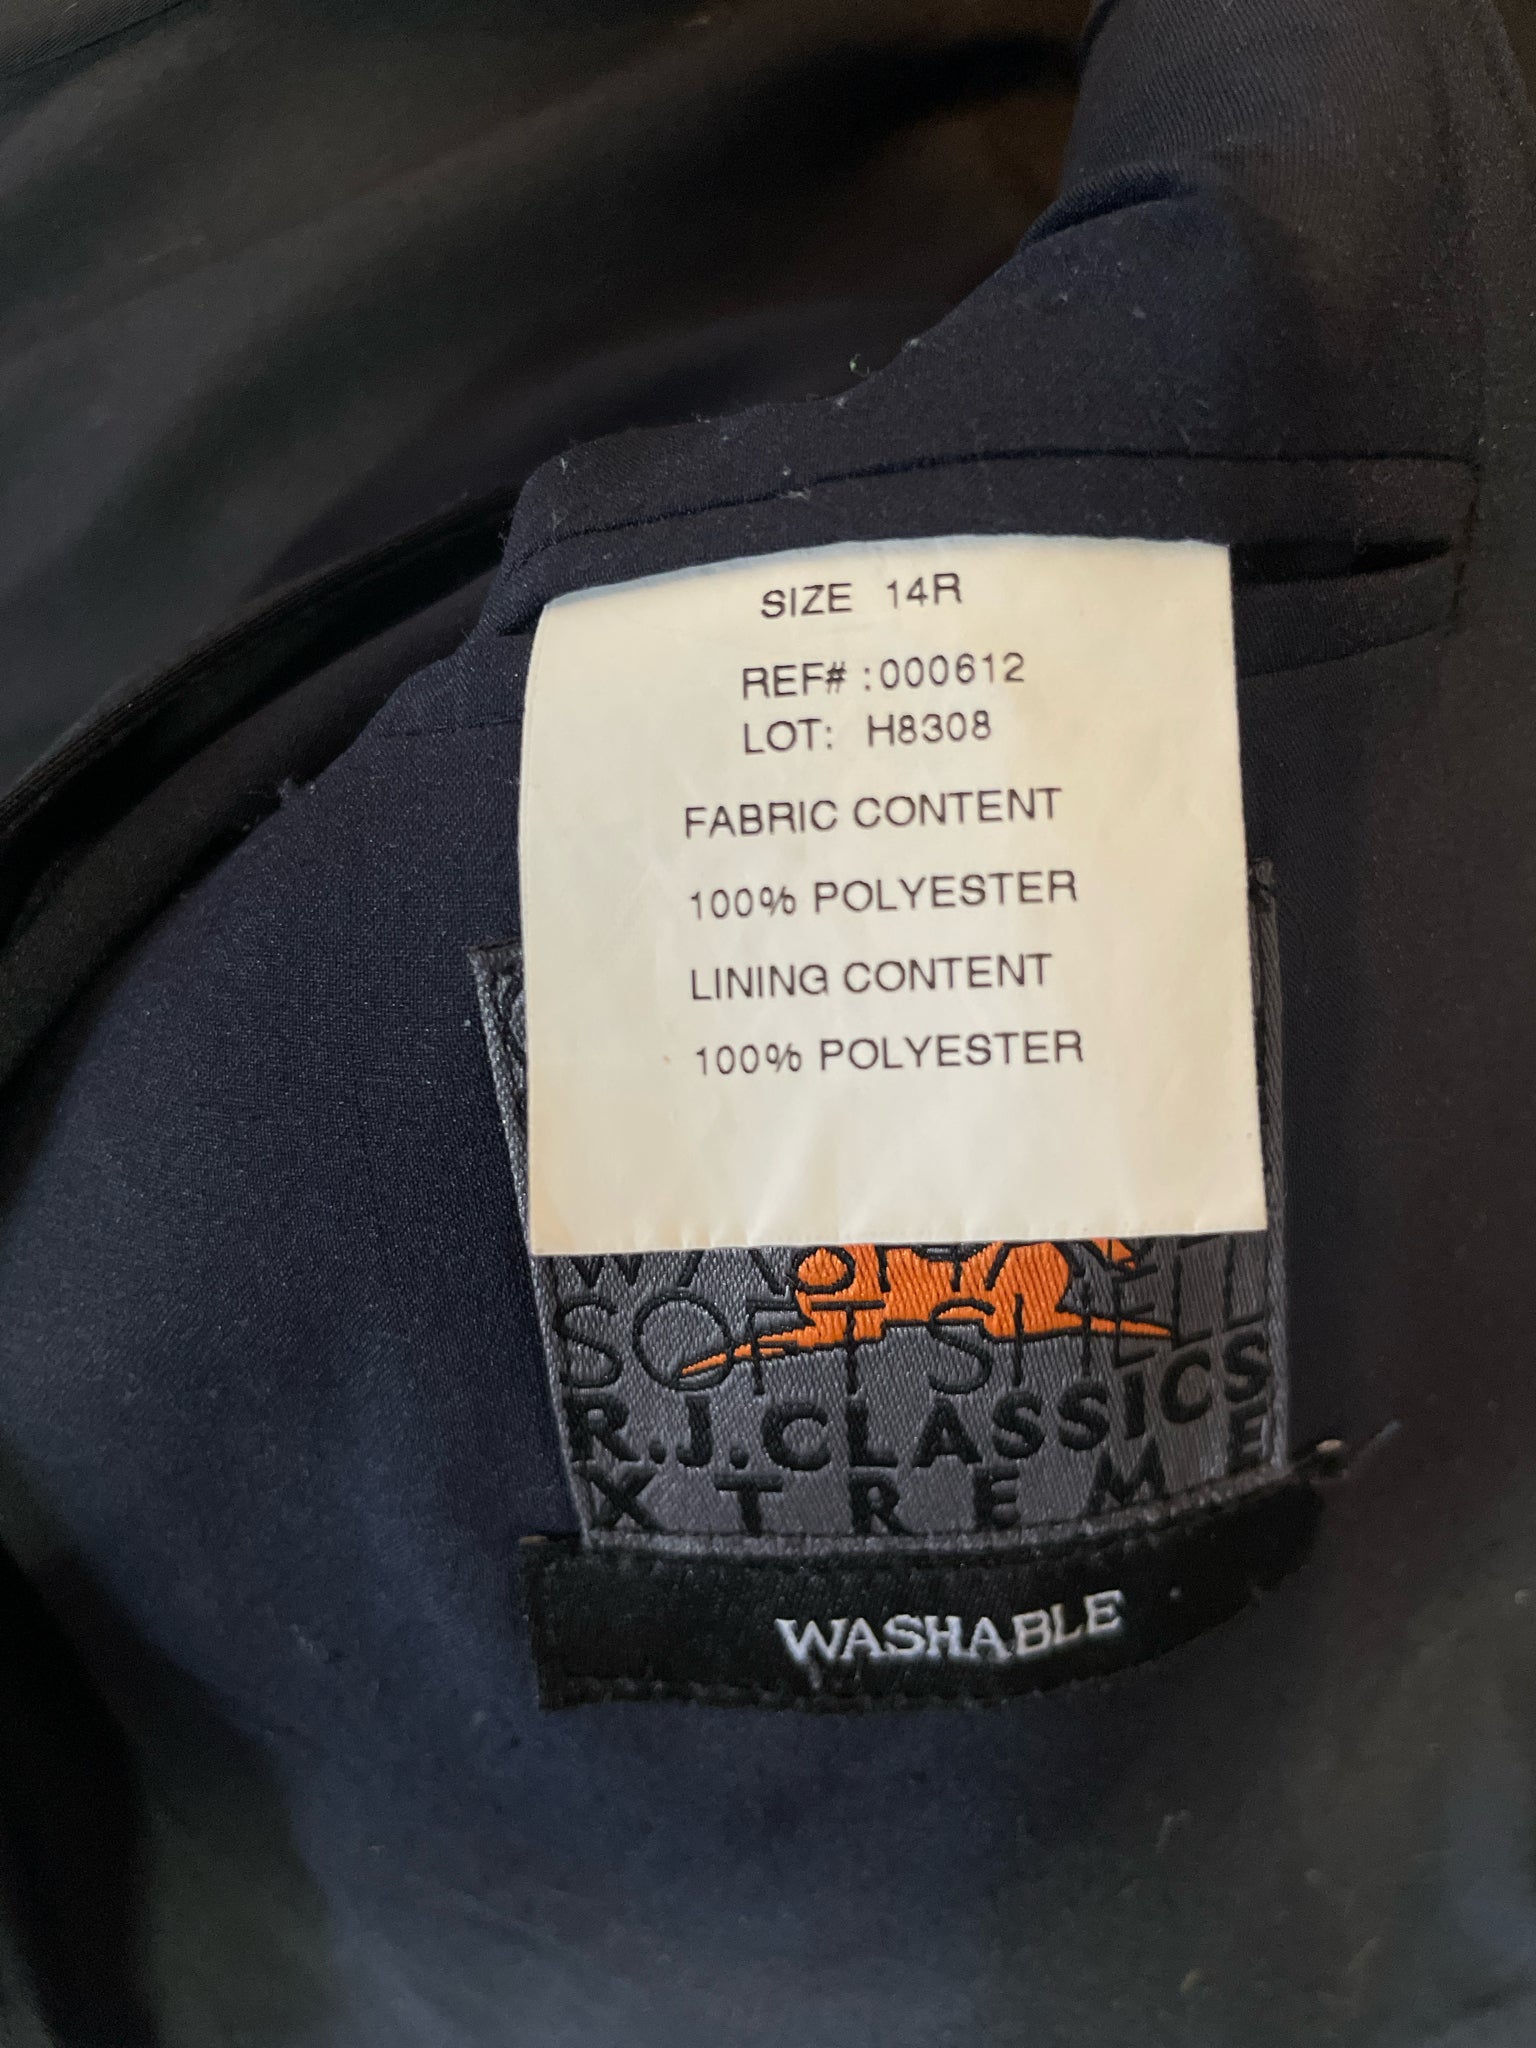 SIZE 14R
REF# :000612
LOT: H8308
FABRIC CONTENT
100% POLYESTER
LINING CONTENT
100% POLYESTER
SOFT SHELL
R.J.CLASSICS
XTREME
WASHABLE